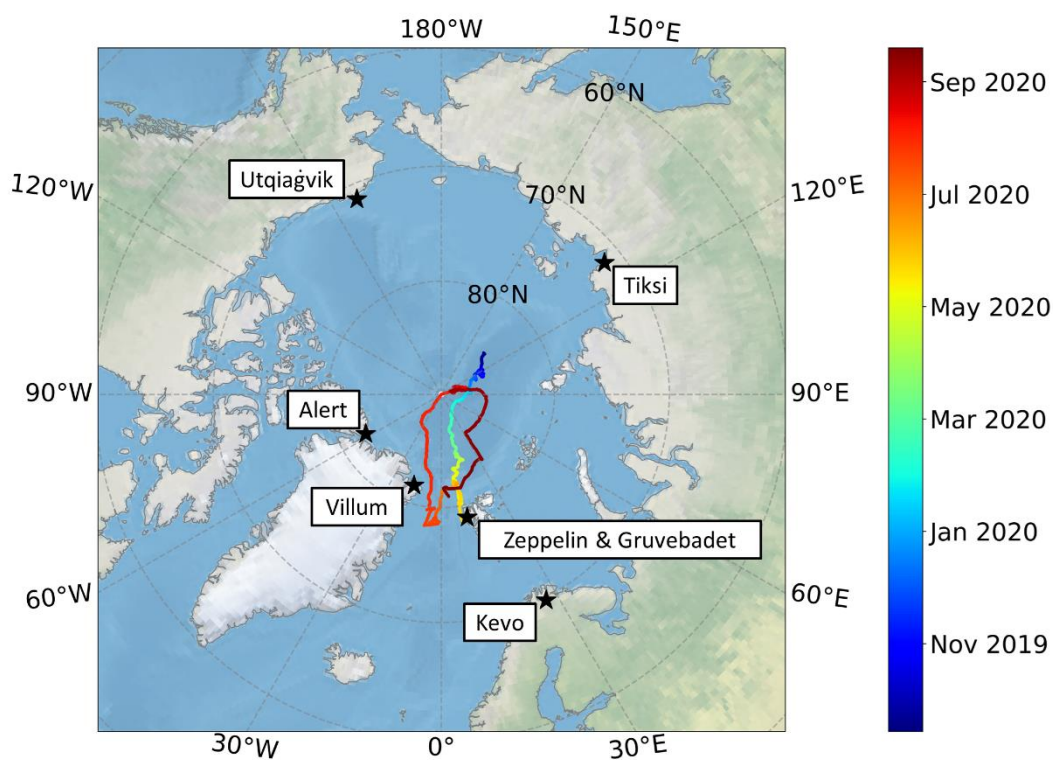 180°W
150°E
60°N
Sep 2020
Utqiaġvik
120°W
70°N
120°E
Jul 2020
Tiksi
80°N
May 2020
90°W
90°E
Alert
Mar 2020
Villum
Zeppelin & Gruvebadet
Jan 2020
60°W
60°E
Kevo
Nov 2019
30°W
0°
30°E